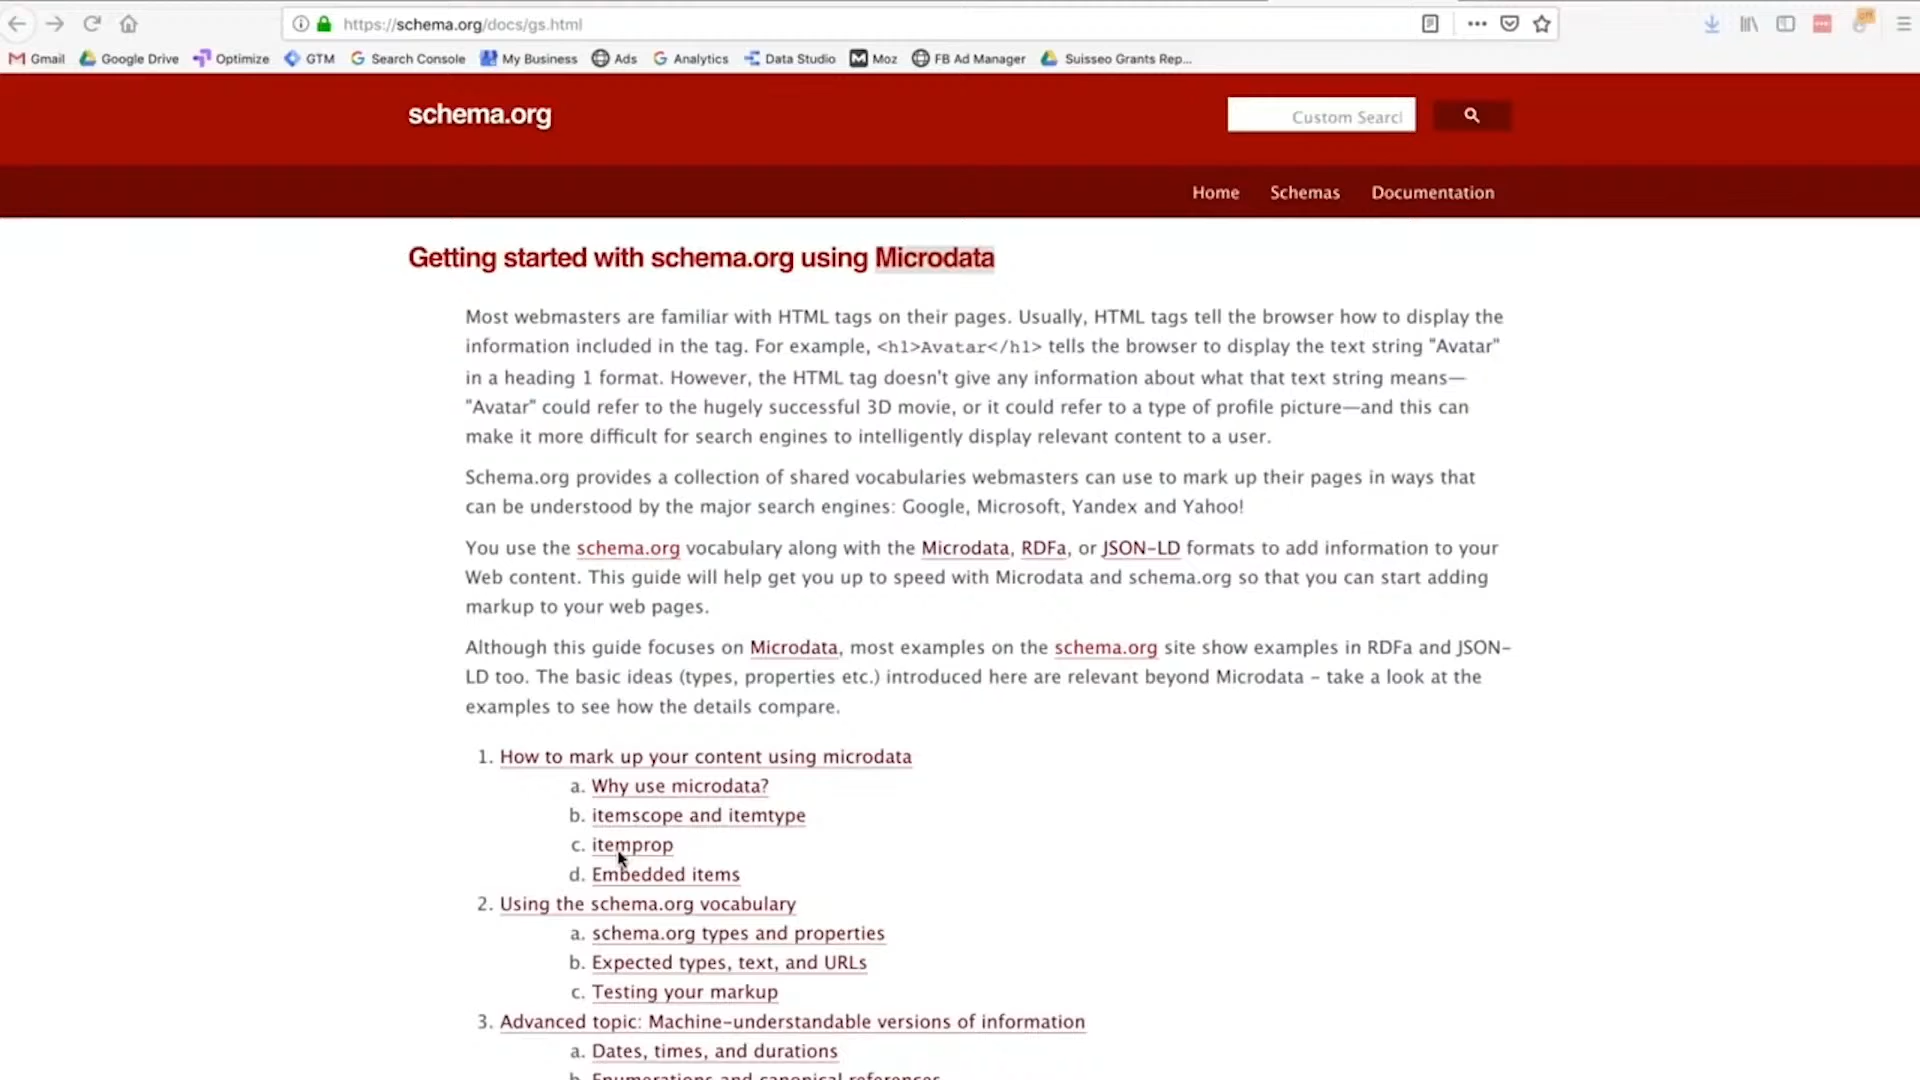 https://schema.org/docs/gs.html
Gmail Google Drive Optimize GTM Search Console My Business Ads Analytics Data Studio Moz FB Ad Manager Suisseo Grants Rep...
schema.org
Custom Search
Home Schemas Documentation
Getting started with schema.org using Microdata
Most webmasters are familiar with HTML tags on their pages. Usually, HTML tags tell the browser how to display the
information included in the tag. For example, <h1>Avatar</h1> tells the browser to display the text string "Avatar"
in a heading 1 format. However, the HTML tag doesn't give any information about what that text string means—
"Avatar" could refer to the hugely successful 3D movie, or it could refer to a type of profile picture—and this can
make it more difficult for search engines to intelligently display relevant content to a user.
Schema.org provides a collection of shared vocabularies webmasters can use to mark up their pages in ways that
can be understood by the major search engines: Google, Microsoft, Yandex and Yahoo!
You use the schema.org vocabulary along with the Microdata, RDFa, or JSON-LD formats to add information to your
Web content. This guide will help get you up to speed with Microdata and schema.org so that you can start adding
markup to your web pages.
Although this guide focuses on Microdata, most examples on the schema.org site show examples in RDFa and JSON-
LD too. The basic ideas (types, properties etc.) introduced here are relevant beyond Microdata - take a look at the
examples to see how the details compare.
1. How to mark up your content using microdata
a. Why use microdata?
b. itemscope and itemtype
c. itemprop
d. Embedded items
2. Using the schema.org vocabulary
a. schema.org types and properties
b. Expected types, text, and URLs
c. Testing your markup
3. Advanced topic: Machine-understandable versions of information
a. Dates, times, and durations
b. Enumerations and canonical references